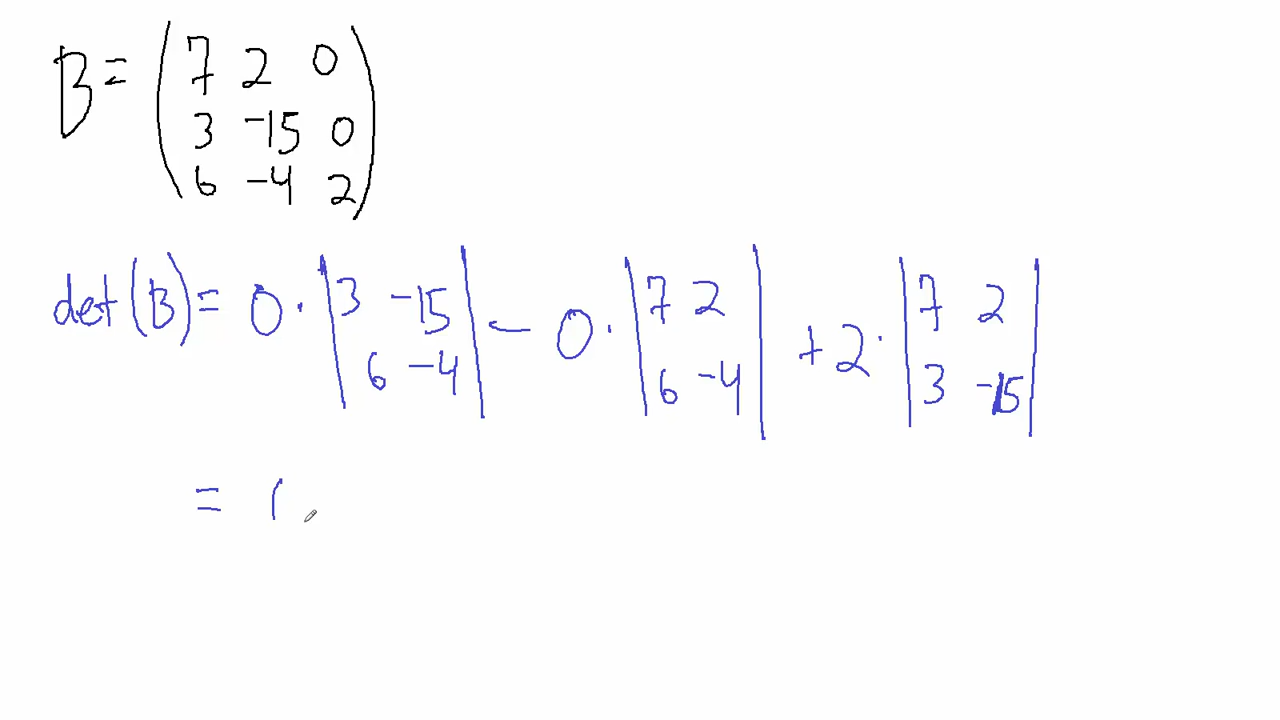 B = ( 7 2 0
3 -15 0
6 -4 2 )
det(B) = 0 · | 3 -15 | - 0 · | 7 2 | + 2 · | 7 2 |
| 6 -4 | | 6 -4 | | 3 -15 |
= (